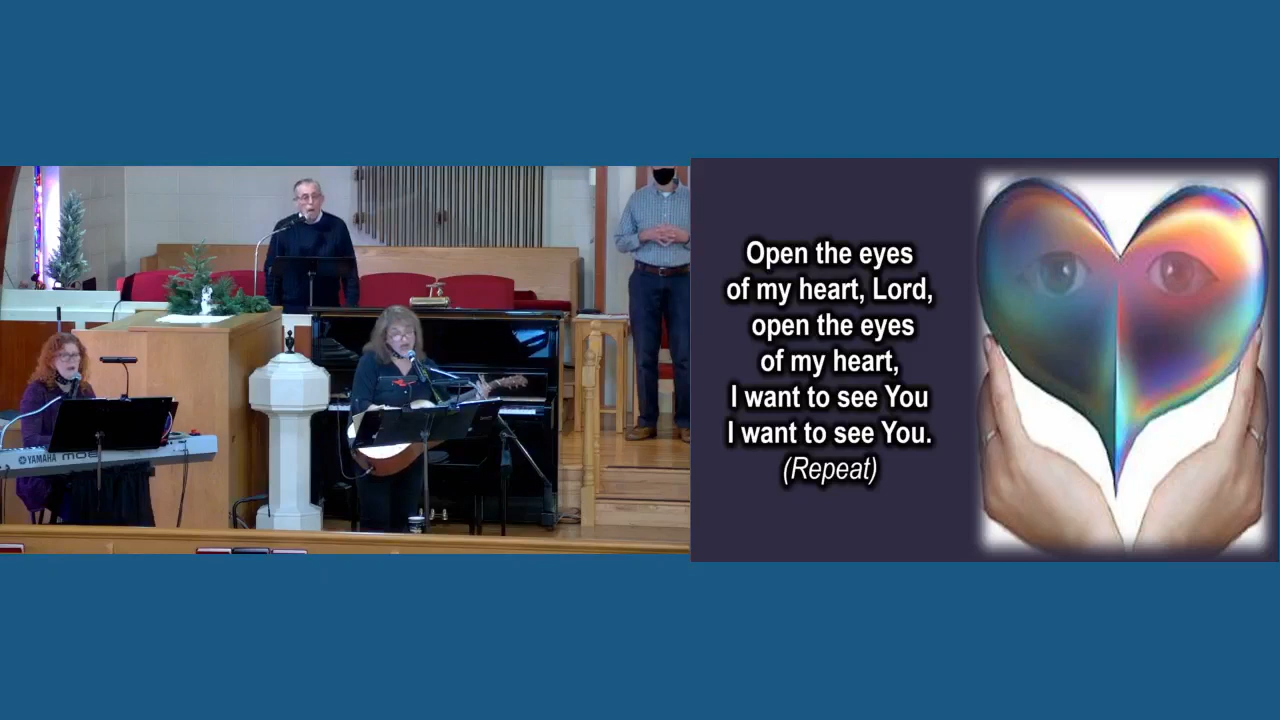 YAMAHA
Open the eyes
of my heart, Lord,
open the eyes
of my heart,
I want to see You
I want to see You.
(Repeat)